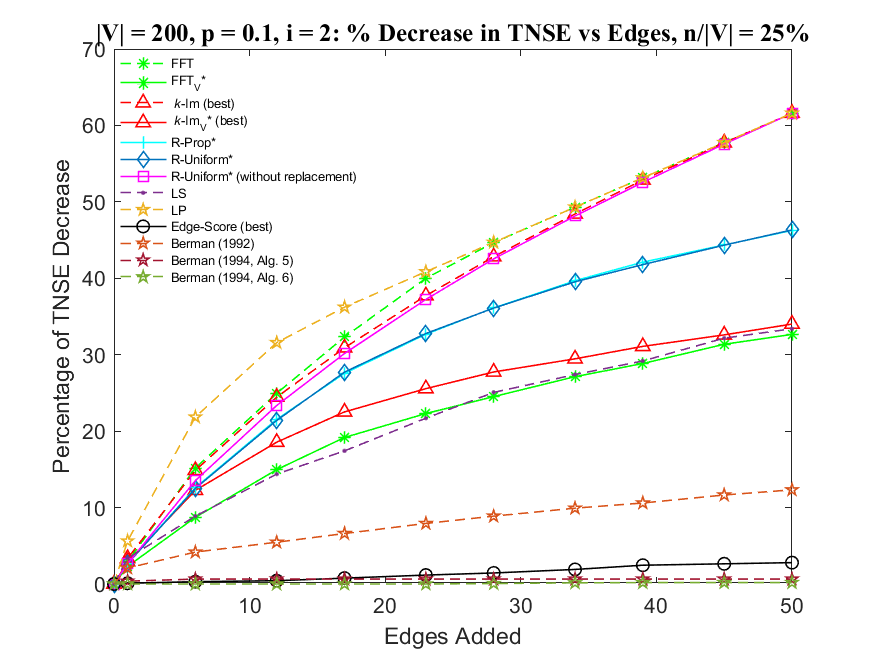 |V| = 200, p = 0.1, i = 2: % Decrease in TNSE vs Edges, n/|V| = 25%
70
60
50
40
30
20
10
0
Percentage of TNSE Decrease
FFT
FFT_V*
k-Im (best)
k-Im_V* (best)
R-Prop*
R-Uniform*
R-Uniform* (without replacement)
LS
LP
Edge-Score (best)
Berman (1992)
Berman (1994, Alg. 5)
Berman (1994, Alg. 6)
0 10 20 30 40 50
Edges Added